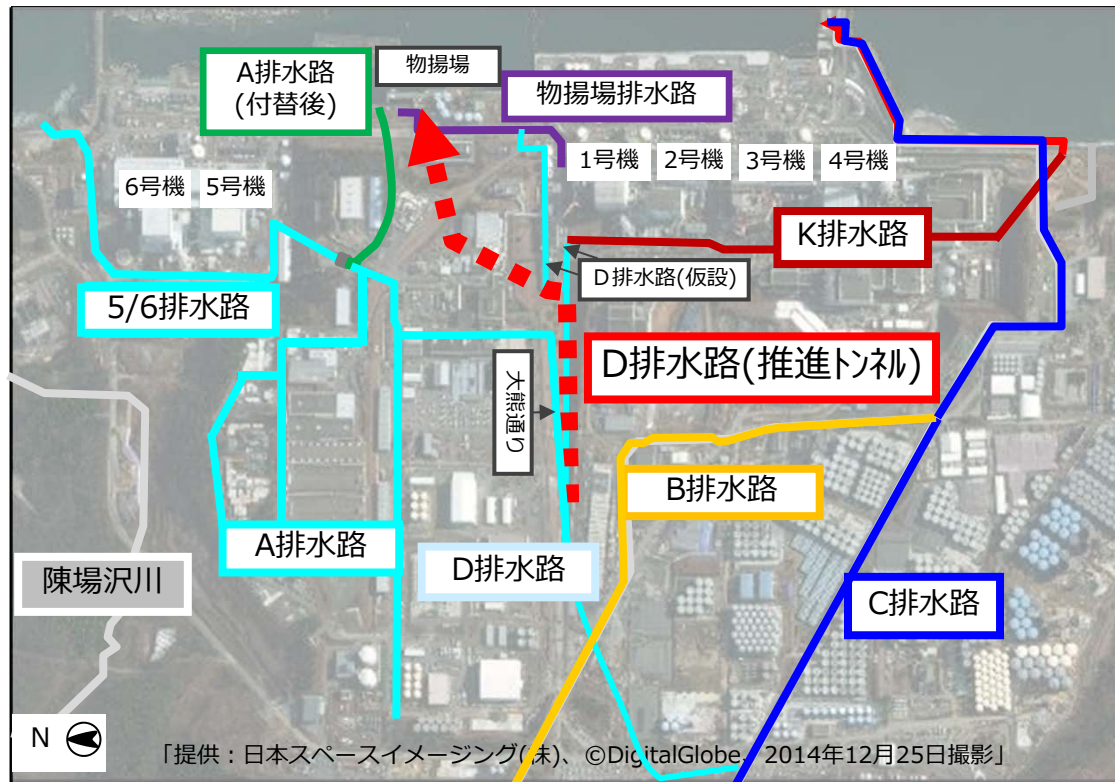 A排水路
(付替後)
物揚場
物揚場排水路
1号機
2号機
3号機
4号機
6号機
5号機
K排水路
D排水路(仮設)
5/6排水路
D排水路(推進トンネル)
大熊通り
B排水路
A排水路
D排水路
陳場沢川
C排水路
N
「提供：日本スペースイメージング(株)、©DigitalGlobe、2014年12月25日撮影」